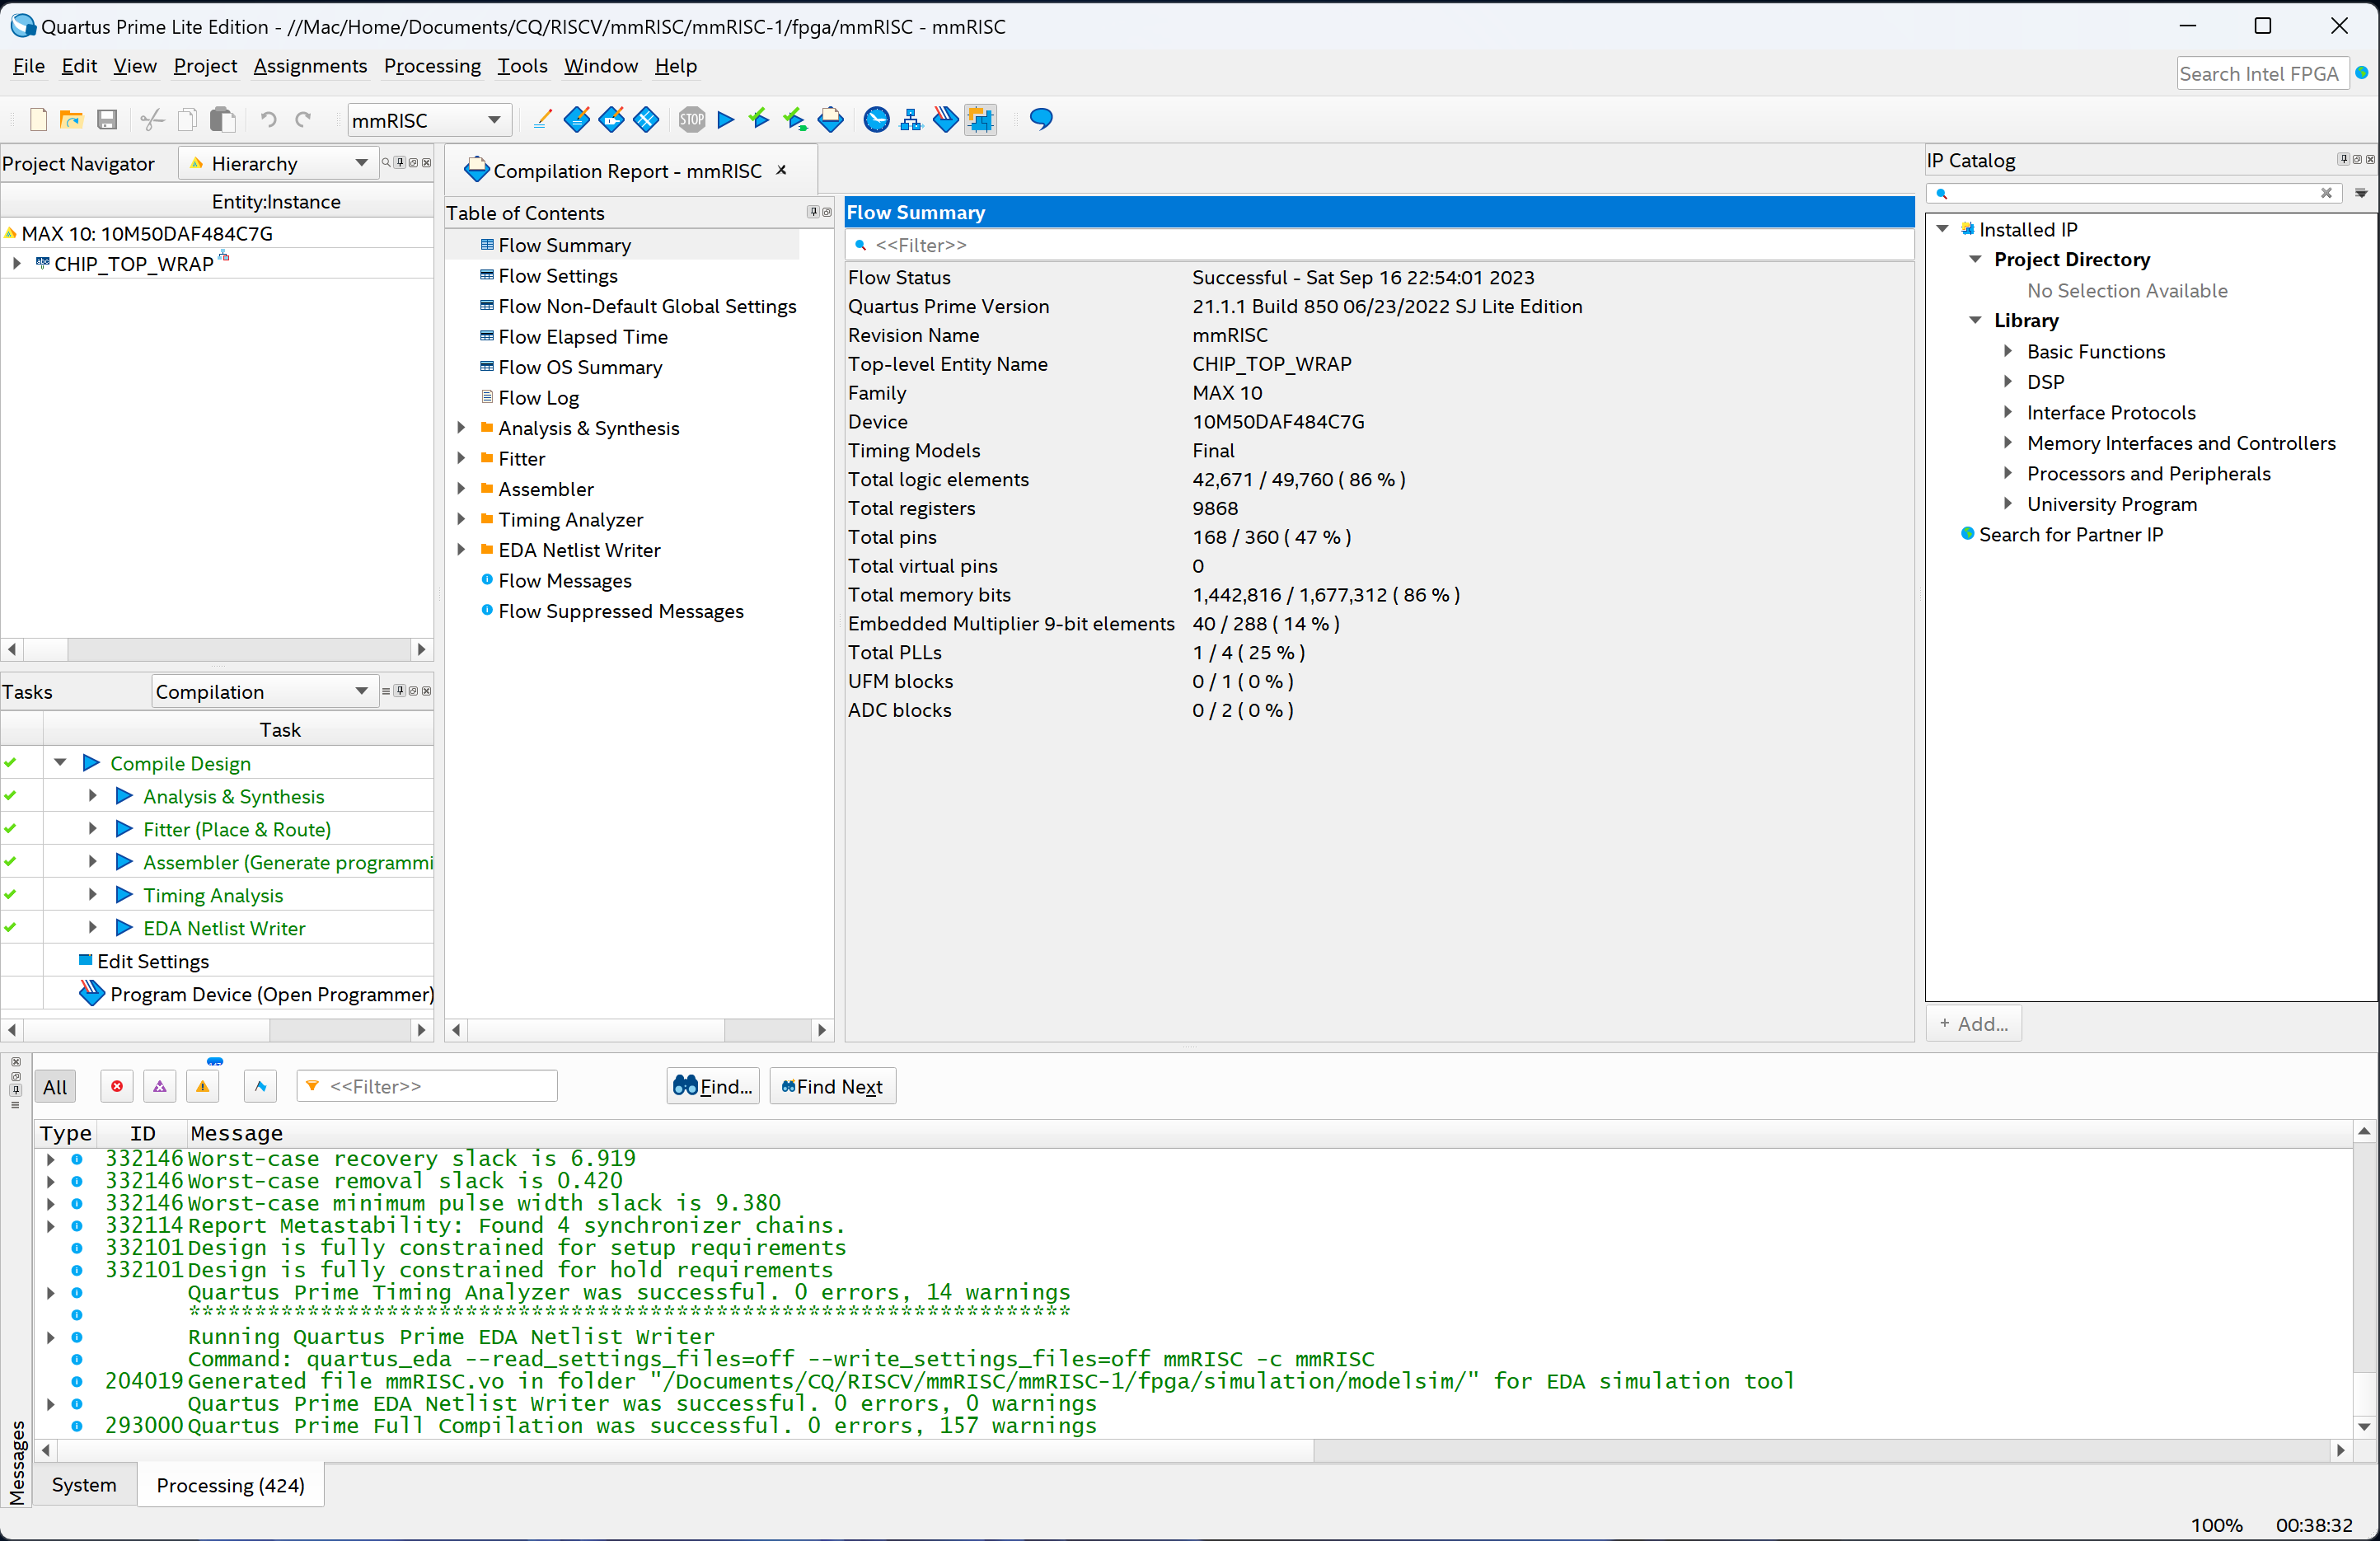 Quartus Prime Lite Edition - //Mac/Home/Documents/CQ/RISCV/mmRISC/mmRISC-1/fpga/mmRISC - mmRISC
File Edit View Project Assignments Processing Tools Window Help
Search Intel FPGA
mmRISC
STOP
Project Navigator
Hierarchy
Entity:Instance
MAX 10: 10M50DAF484C7G
CHIP_TOP_WRAP
Tasks
Compilation
Task
Compile Design
Analysis & Synthesis
Fitter (Place & Route)
Assembler (Generate programmi
Timing Analysis
EDA Netlist Writer
Edit Settings
Program Device (Open Programmer)
Compilation Report - mmRISC
Table of Contents
Flow Summary
Flow Settings
Flow Non-Default Global Settings
Flow Elapsed Time
Flow OS Summary
Flow Log
Analysis & Synthesis
Fitter
Assembler
Timing Analyzer
EDA Netlist Writer
Flow Messages
Flow Suppressed Messages
Flow Summary
<<Filter>>
Flow Status Successful - Sat Sep 16 22:54:01 2023
Quartus Prime Version 21.1.1 Build 850 06/23/2022 SJ Lite Edition
Revision Name mmRISC
Top-level Entity Name CHIP_TOP_WRAP
Family MAX 10
Device 10M50DAF484C7G
Timing Models Final
Total logic elements 42,671 / 49,760 ( 86 % )
Total registers 9868
Total pins 168 / 360 ( 47 % )
Total virtual pins 0
Total memory bits 1,442,816 / 1,677,312 ( 86 % )
Embedded Multiplier 9-bit elements 40 / 288 ( 14 % )
Total PLLs 1 / 4 ( 25 % )
UFM blocks 0 / 1 ( 0 % )
ADC blocks 0 / 2 ( 0 % )
IP Catalog
Installed IP
Project Directory
No Selection Available
Library
Basic Functions
DSP
Interface Protocols
Memory Interfaces and Controllers
Processors and Peripherals
University Program
Search for Partner IP
+ Add...
All
<<Filter>>
Find...
Find Next
Type ID Message
332146 Worst-case recovery slack is 6.919
332146 Worst-case removal slack is 0.420
332146 Worst-case minimum pulse width slack is 9.380
332114 Report Metastability: Found 4 synchronizer chains.
332101 Design is fully constrained for setup requirements
332101 Design is fully constrained for hold requirements
Quartus Prime Timing Analyzer was successful. 0 errors, 14 warnings
*******************************************************************
Running Quartus Prime EDA Netlist Writer
Command: quartus_eda --read_settings_files=off --write_settings_files=off mmRISC -c mmRISC
204019 Generated file mmRISC.vo in folder "/Documents/CQ/RISCV/mmRISC/mmRISC-1/fpga/simulation/modelsim/" for EDA simulation tool
Quartus Prime EDA Netlist Writer was successful. 0 errors, 0 warnings
293000 Quartus Prime Full Compilation was successful. 0 errors, 157 warnings
Messages
System
Processing (424)
100% 00:38:32